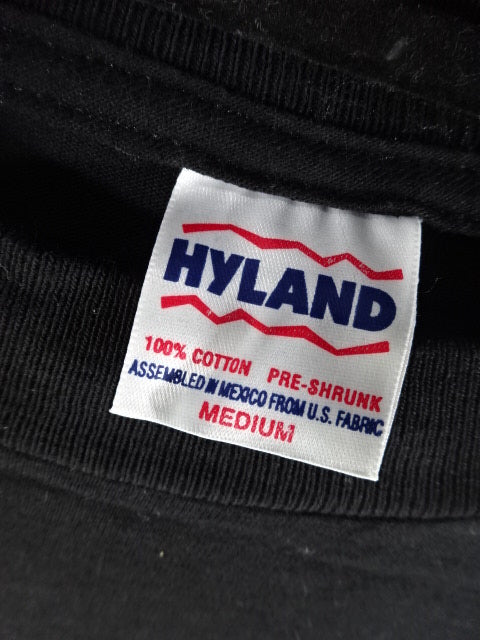 HYLAND
100% COTTON PRE-SHRUNK
ASSEMBLED IN MEXICO FROM U.S. FABRIC
MEDIUM